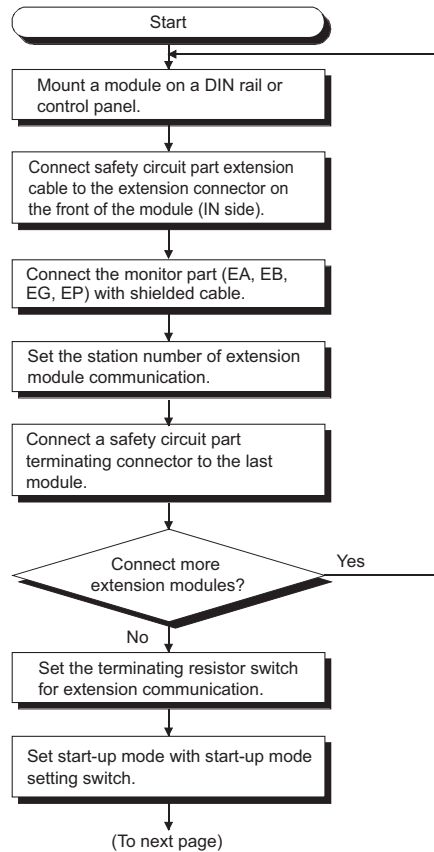 Start
Mount a module on a DIN rail or
control panel.
Connect safety circuit part extension
cable to the extension connector on
the front of the module (IN side).
Connect the monitor part (EA, EB,
EG, EP) with shielded cable.
Set the station number of extension
module communication.
Connect a safety circuit part
terminating connector to the last
module.
Connect more
extension modules?
Yes
No
Set the terminating resistor switch
for extension communication.
Set start-up mode with start-up mode
setting switch.
(To next page)